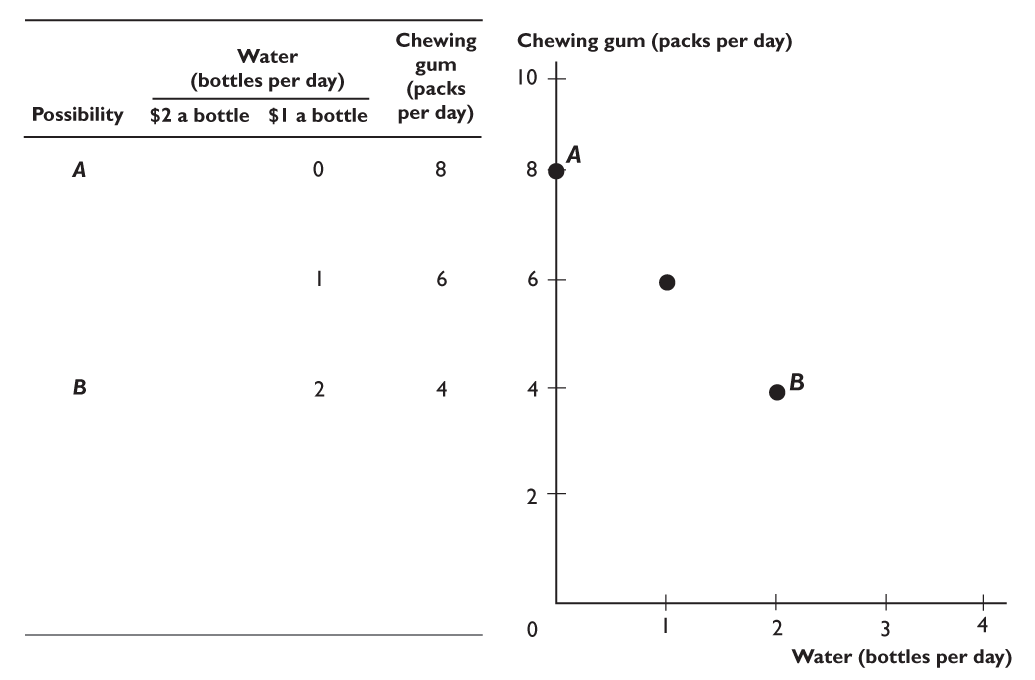 Possibility
Water
(bottles per day)
$2 a bottle $1 a bottle
Chewing
gum
(packs
per day)
A 0 8
1 6
B 2 4
Chewing gum (packs per day)
10
8
6
4
2
0
A
B
1 2 3 4
Water (bottles per day)